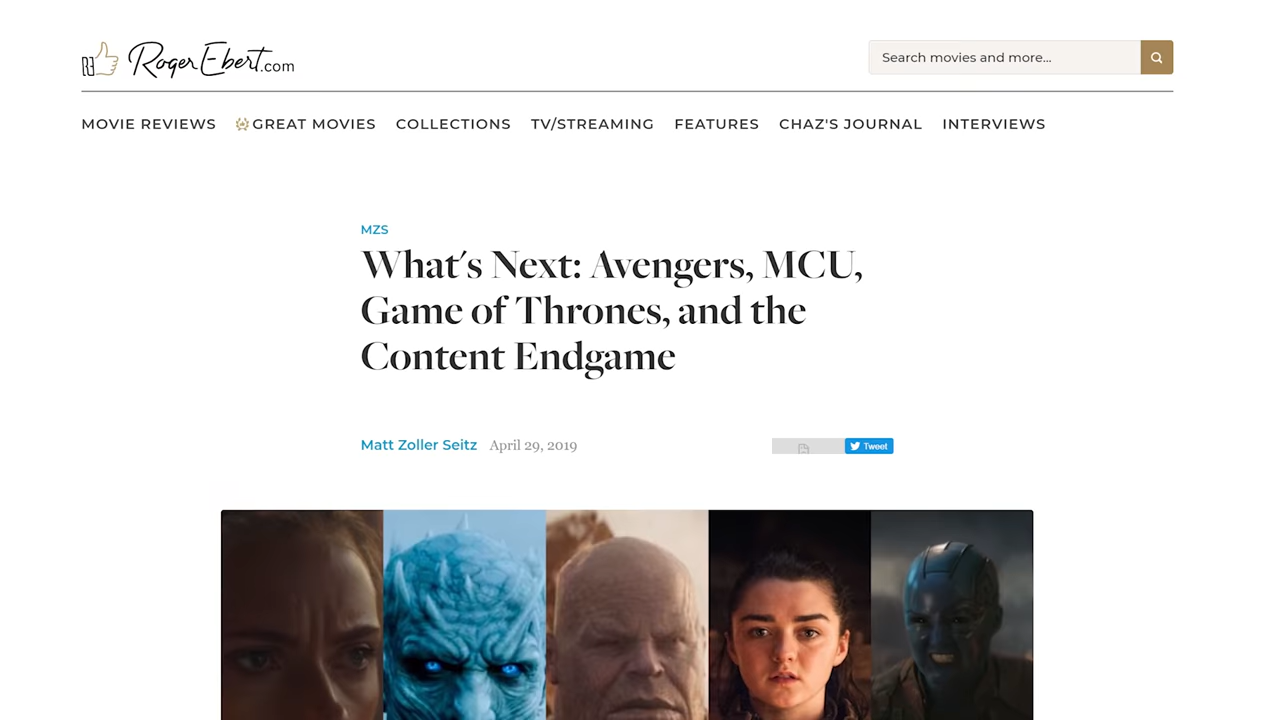 RogerEbert.com
Search movies and more...
MOVIE REVIEWS GREAT MOVIES COLLECTIONS TV/STREAMING FEATURES CHAZ'S JOURNAL INTERVIEWS
MZS
What's Next: Avengers, MCU,
Game of Thrones, and the
Content Endgame
Matt Zoller Seitz April 29, 2019
Tweet